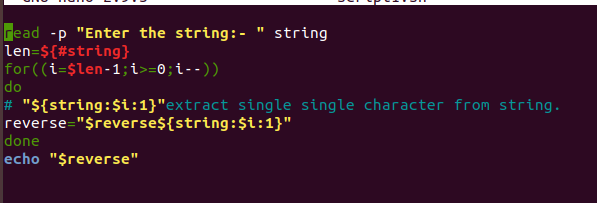 read -p "Enter the string:- " string
len=${#string}
for((i=$len-1;i>=0;i--))
do
# "${string:$i:1}"extract single single character from string.
reverse="$reverse${string:$i:1}"
done
echo "$reverse"